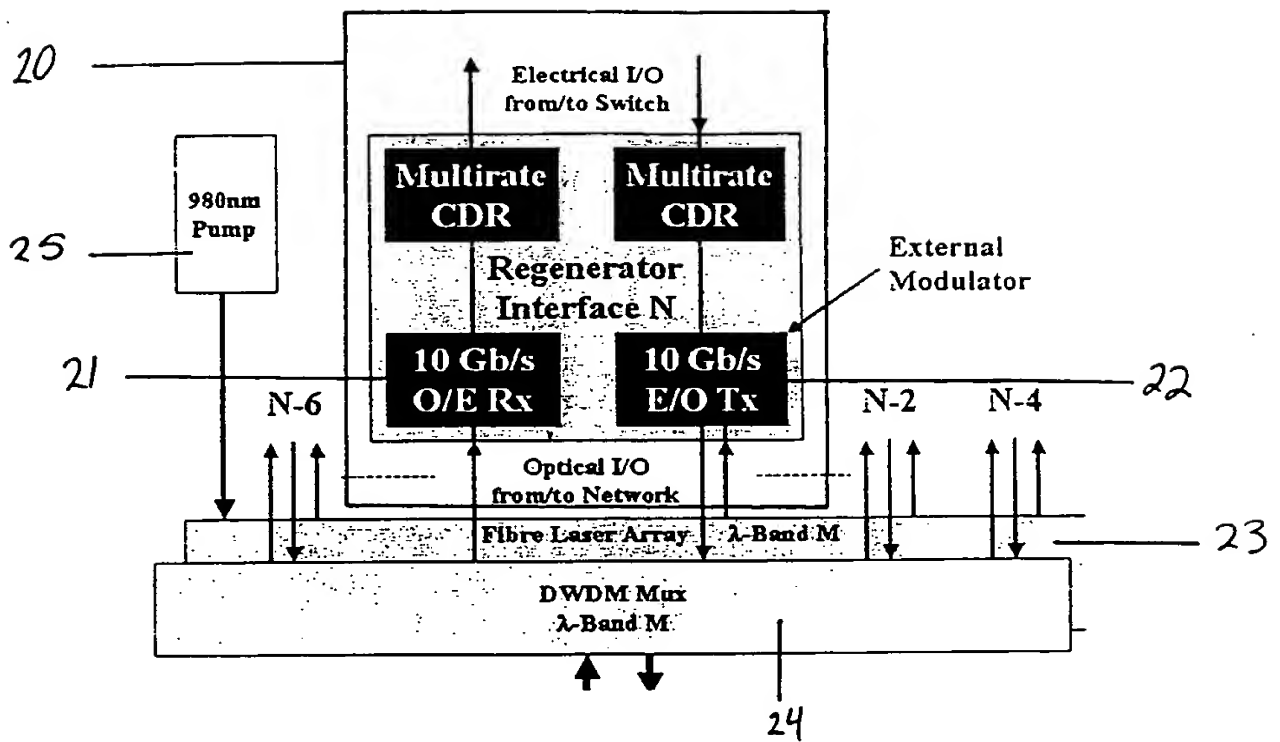 20
Electrical I/O
from/to Switch
980nm
Pump
25
Multirate
CDR
Multirate
CDR
Regenerator
Interface N
External
Modulator
21
10 Gb/s
O/E Rx
10 Gb/s
E/O Tx
22
N-6
N-2
N-4
Optical I/O
from/to Network
Fibre Laser Array
λ-Band M
23
DWDM Mux
λ-Band M
24